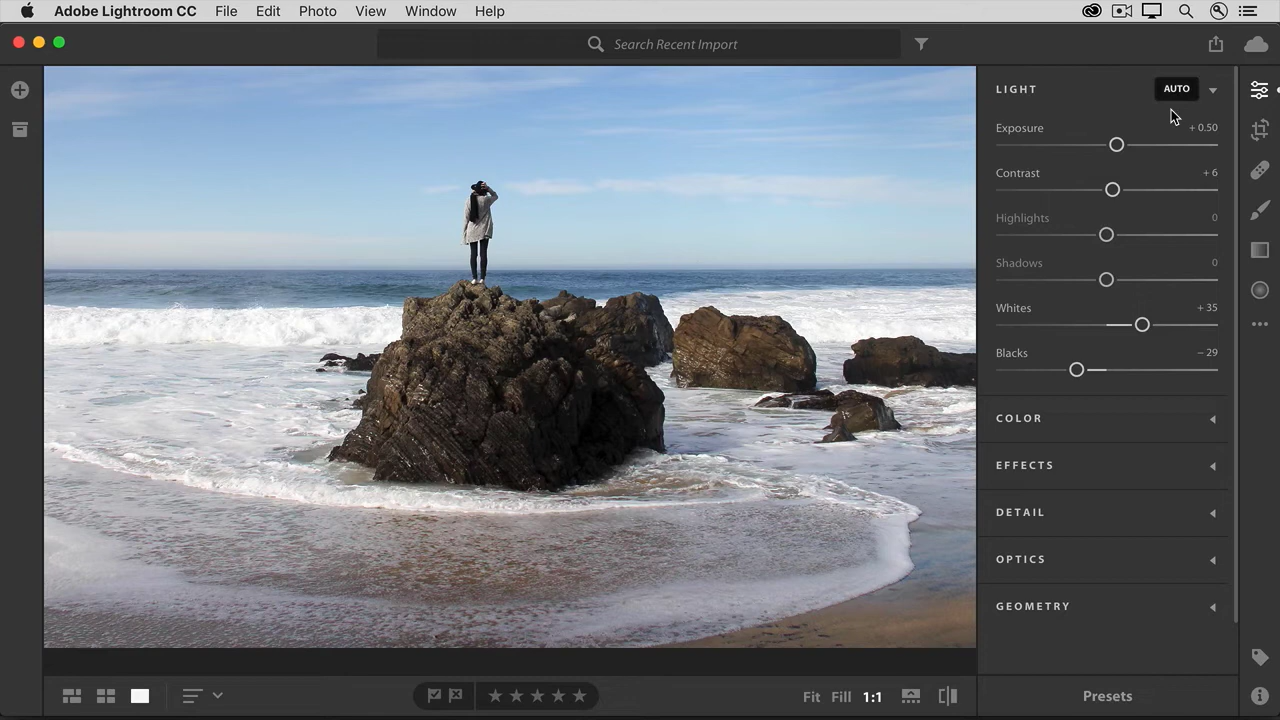 Adobe Lightroom CC File Edit Photo View Window Help
Search Recent Import
LIGHT AUTO
Exposure + 0.50
Contrast + 6
Highlights 0
Shadows 0
Whites + 35
Blacks – 29
COLOR
EFFECTS
DETAIL
OPTICS
GEOMETRY
Fit Fill 1:1
Presets